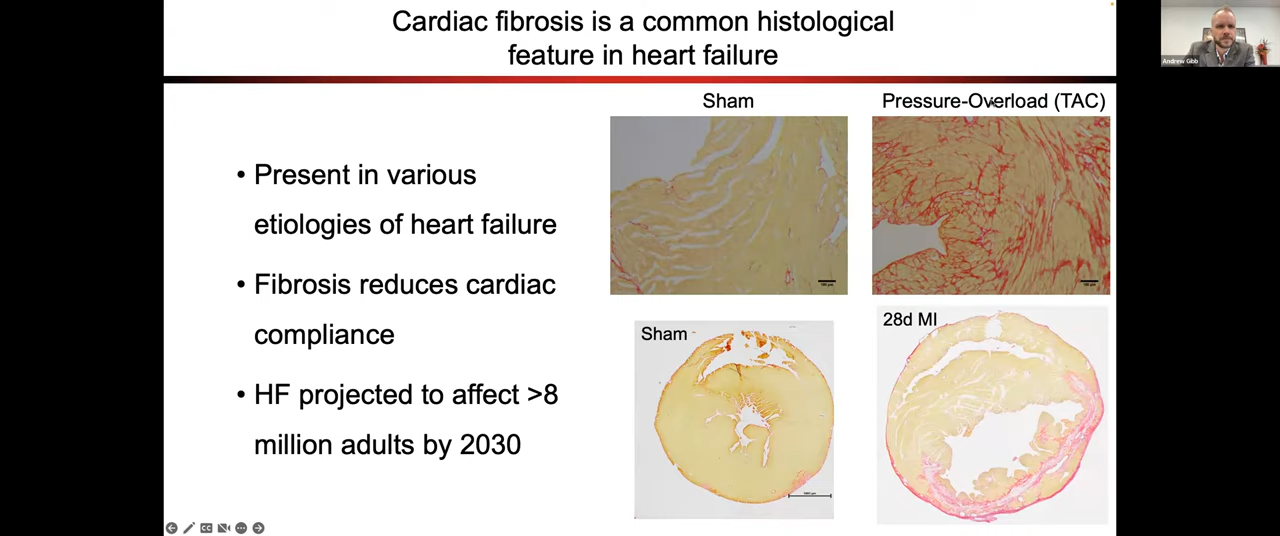 Cardiac fibrosis is a common histological
feature in heart failure
Andrew Gibb
Sham
Pressure-Overload (TAC)
• Present in various
etiologies of heart failure
• Fibrosis reduces cardiac
compliance
• HF projected to affect >8
million adults by 2030
Sham
28d MI
CC